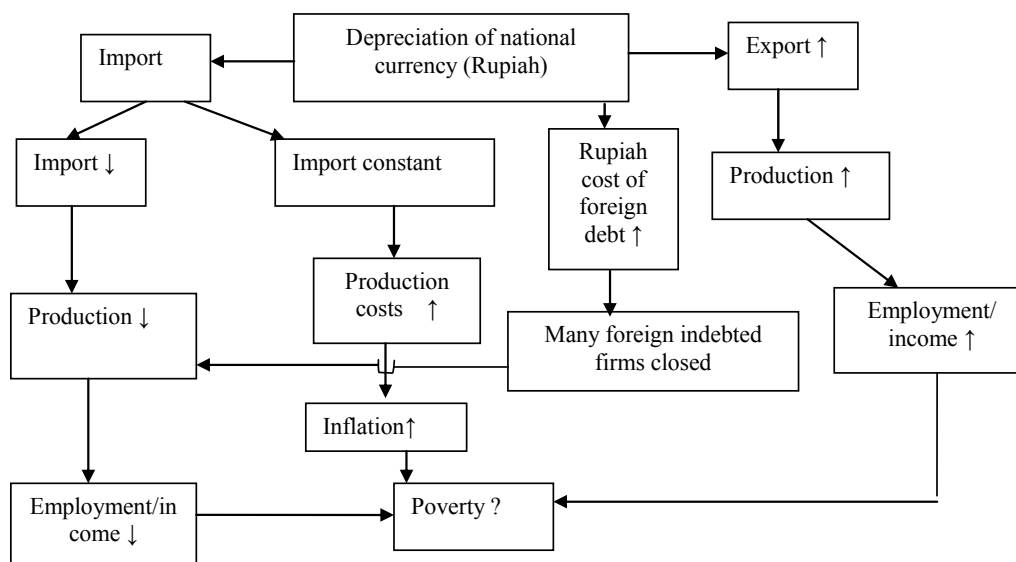 Depreciation of national
currency (Rupiah)
Import
Export ↑
Import ↓
Import constant
Rupiah
cost of
foreign
debt ↑
Production ↑
Production
costs ↑
Production ↓
Many foreign indebted
firms closed
Employment/
income ↑
Inflation↑
Employment/in
come ↓
Poverty ?